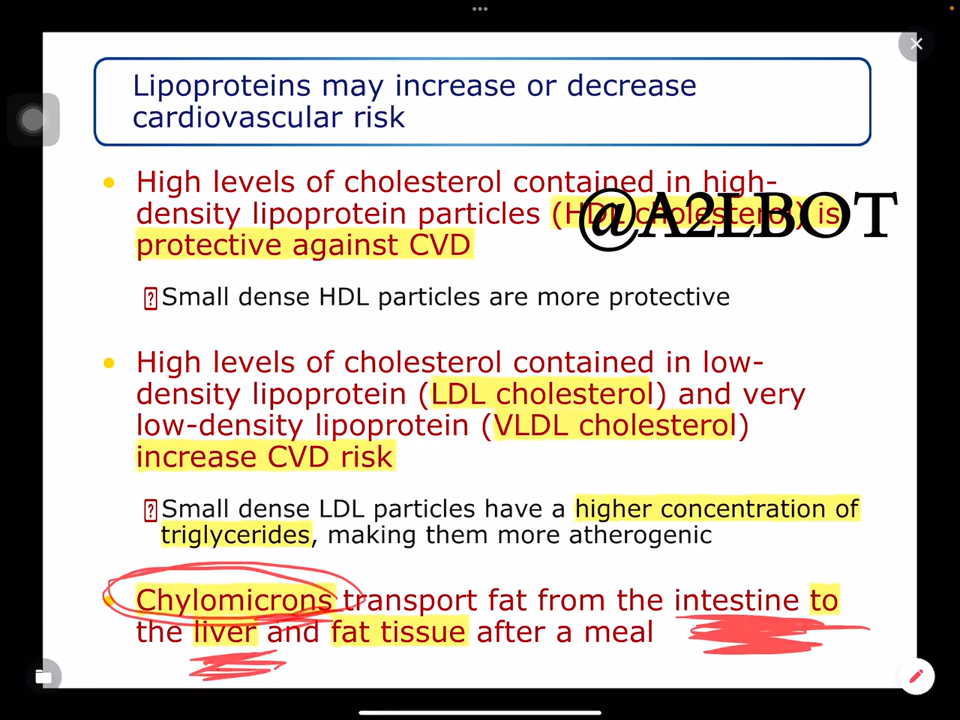 Lipoproteins may increase or decrease
cardiovascular risk
High levels of cholesterol contained in high-
density lipoprotein particles (HDL cholesterol) is
@A2LBOT
protective against CVD
Small dense HDL particles are more protective
High levels of cholesterol contained in low-
density lipoprotein (LDL cholesterol) and very
low-density lipoprotein (VLDL cholesterol)
increase CVD risk
Small dense LDL particles have a higher concentration of
triglycerides, making them more atherogenic
Chylomicrons transport fat from the intestine to
the liver and fat tissue after a meal